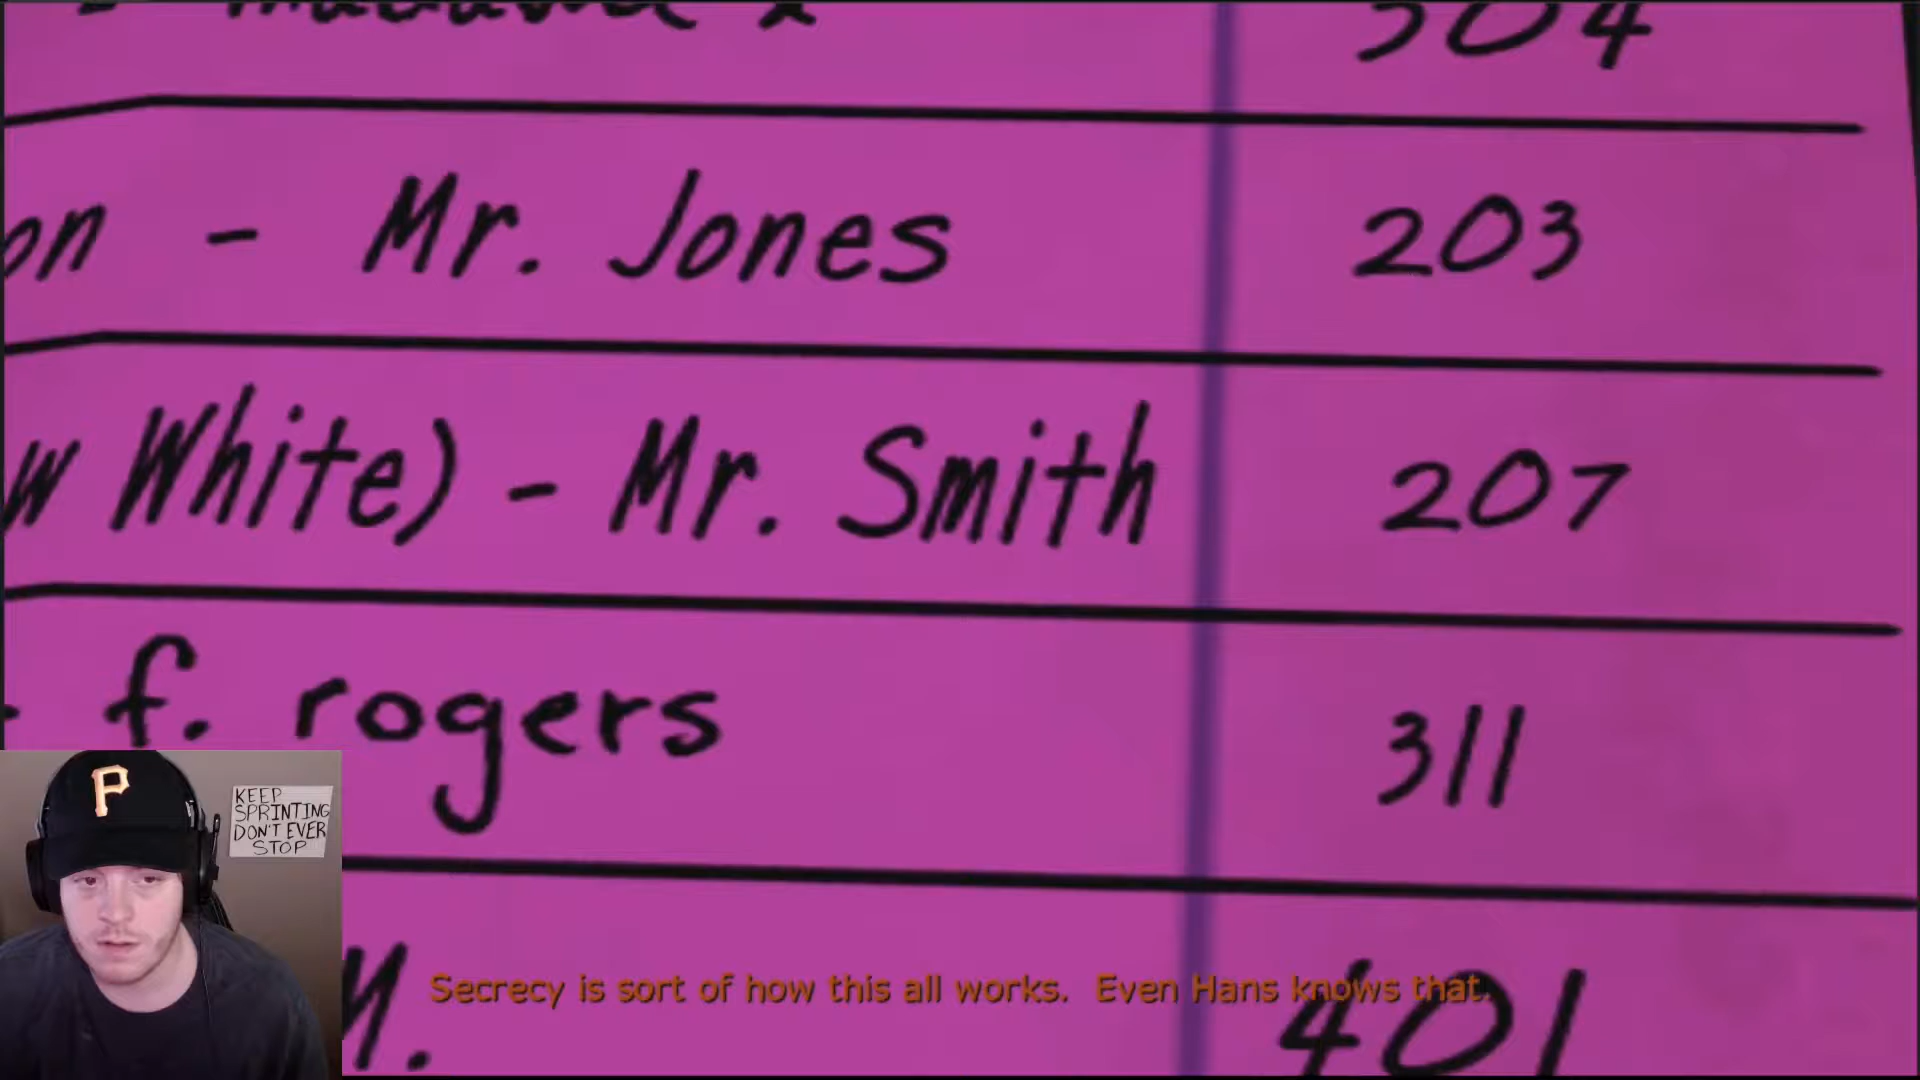 304
on - Mr. Jones 203
w White) - Mr. Smith 207
- f. rogers 311
P
KEEP
SPRINTING
DON'T EVER
STOP
M. 401
Secrecy is sort of how this all works. Even Hans knows that.